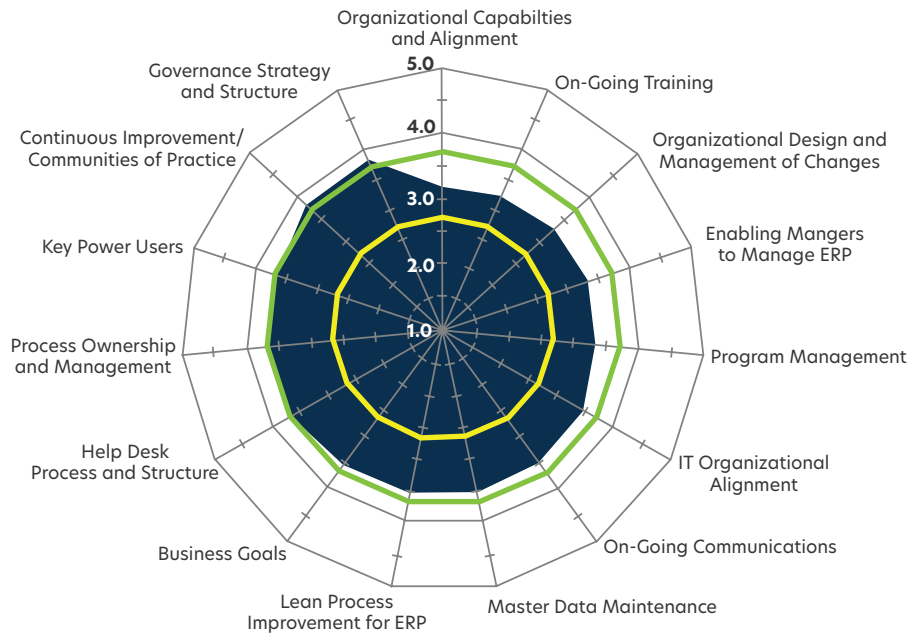 Organizational Capabilties
and Alignment
5.0
On-Going Training
Organizational Design and
Management of Changes
Enabling Mangers
to Manage ERP
Program Management
IT Organizational
Alignment
On-Going Communications
Master Data Maintenance
Lean Process
Improvement for ERP
Business Goals
Help Desk
Process and Structure
Process Ownership
and Management
Key Power Users
Continuous Improvement/
Communities of Practice
Governance Strategy
and Structure
4.0
3.0
2.0
1.0